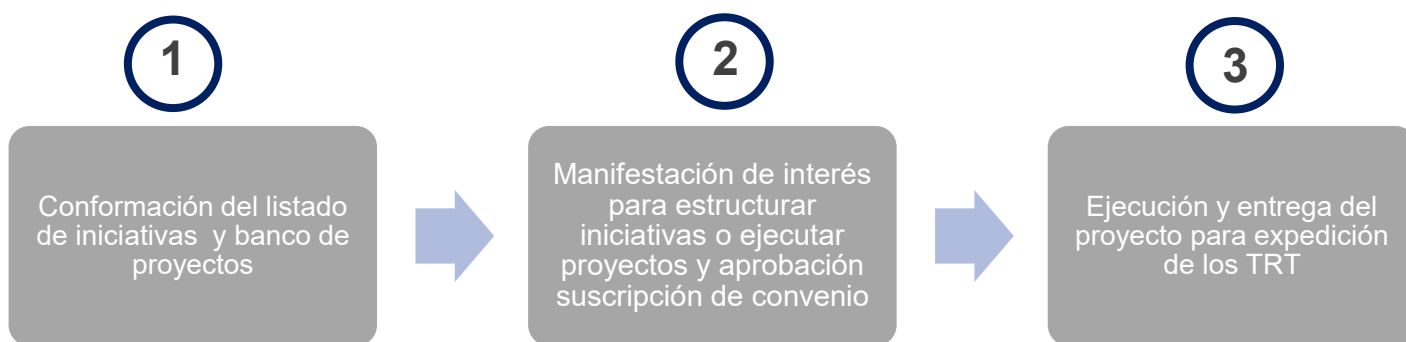 1
Conformación del listado
de iniciativas y banco de
proyectos
2
Manifestación de interés
para estructurar
iniciativas o ejecutar
proyectos y aprobación
suscripción de convenio
3
Ejecución y entrega del
proyecto para expedición
de los TRT